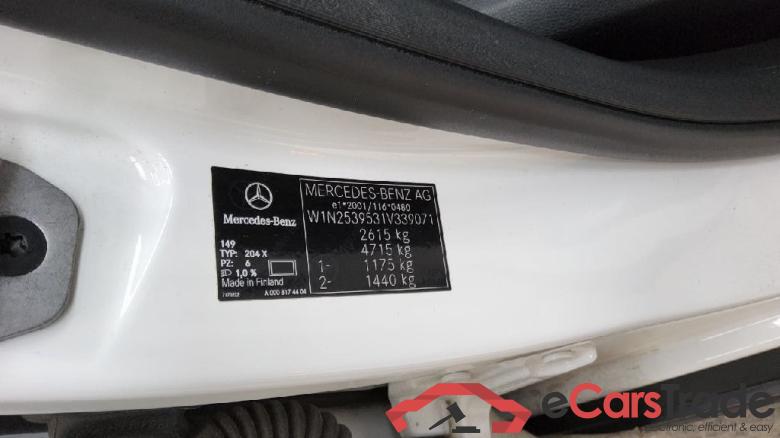 Mercedes-Benz
MERCEDES-BENZ AG
e1*2001/116*0480
W1N2539531V339071
2615 kg
4715 kg
1- 1175 kg
2- 1440 kg
149
TYP: 204 X
PZ: 6
1,0 %
Made in Finland
A 000 817 44 04
eCarsTrade
electronic, efficient & easy